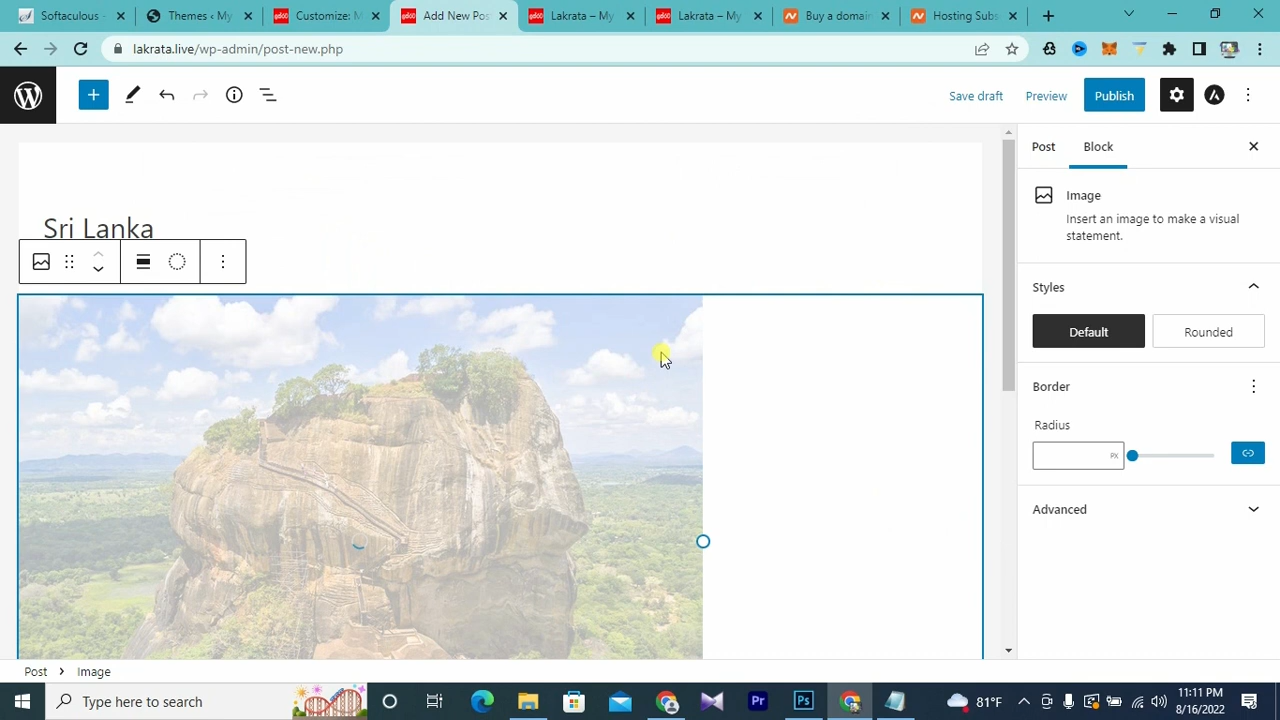 Softaculous -
Themes ‹ My
Customize: M
Add New Pos
Lakrata – My
Lakrata – My
Buy a domain
Hosting Subs
lakrata.live/wp-admin/post-new.php
Save draft
Preview
Publish
Post
Block
Sri Lanka
Image
Insert an image to make a visual
statement.
Styles
Default
Rounded
Border
Radius
PX
Advanced
Post
Image
Type here to search
Pr
Ps
81°F
11:11 PM
8/16/2022